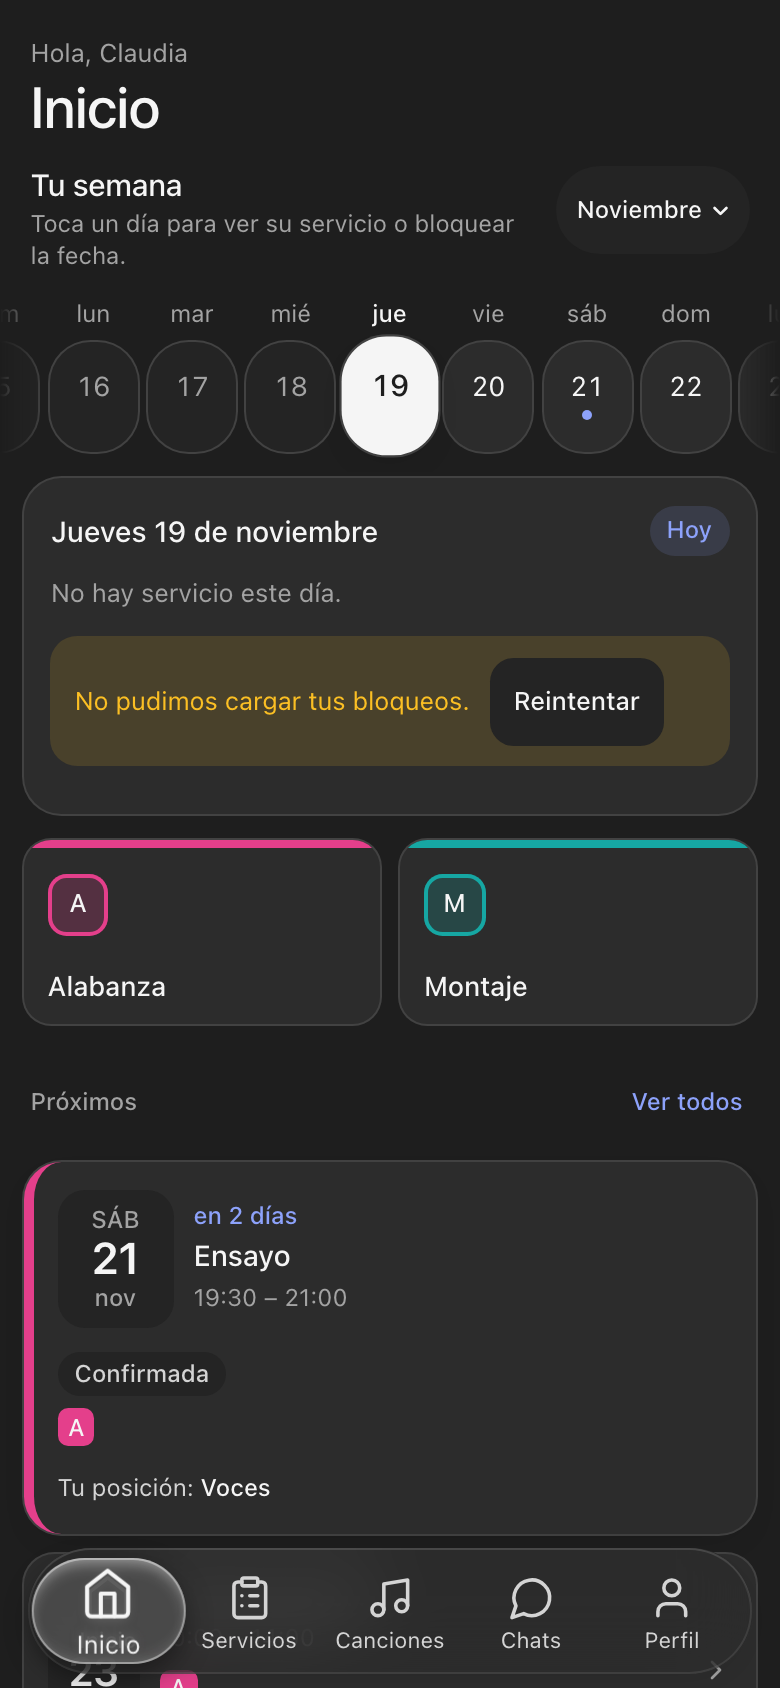 Hola, Claudia
Inicio
Tu semana
Toca un día para ver su servicio o bloquear
la fecha.
Noviembre
lun mar mié jue vie sáb dom
16 17 18 19 20 21 22
Jueves 19 de noviembre
Hoy
No hay servicio este día.
No pudimos cargar tus bloqueos.
Reintentar
A
Alabanza
M
Montaje
Próximos
Ver todos
SÁB
21
nov
en 2 días
Ensayo
19:30 – 21:00
Confirmada
A
Tu posición: Voces
Inicio Servicios Canciones Chats Perfil
23
A